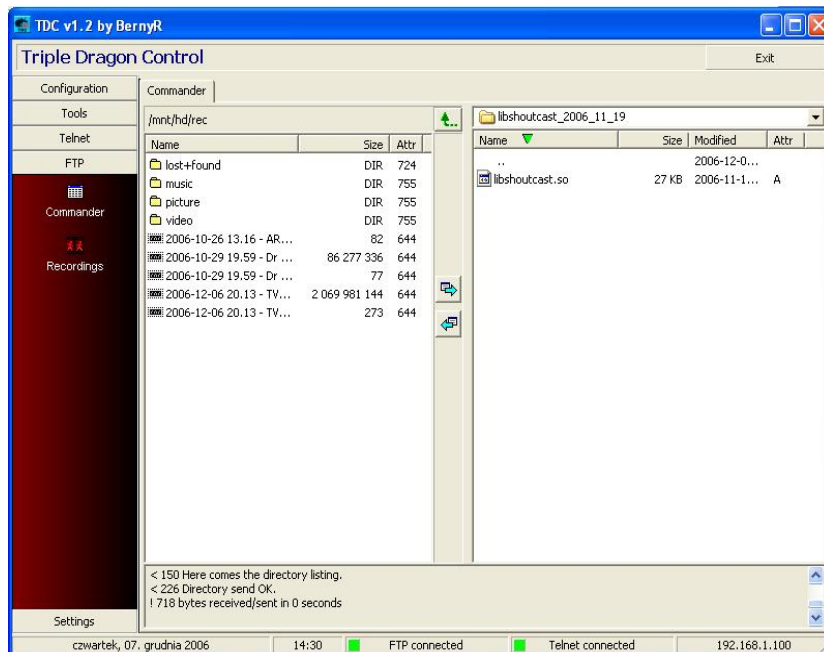 TDC v1.2 by BernyR
Triple Dragon Control
Exit
Configuration
Tools
Telnet
FTP
Commander
Recordings
Settings
Commander
/mnt/hd/rec
Name Size Attr
lost+found DIR 724
music DIR 755
picture DIR 755
video DIR 755
2006-10-26 13.16 - AR... 82 644
2006-10-29 19.59 - Dr ... 86 277 336 644
2006-10-29 19.59 - Dr ... 77 644
2006-12-06 20.13 - TV... 2 069 981 144 644
2006-12-06 20.13 - TV... 273 644
libshoutcast_2006_11_19
Name Size Modified Attr
.. 2006-12-0...
libshoutcast.so 27 KB 2006-11-1... A
< 150 Here comes the directory listing.
< 226 Directory send OK.
! 718 bytes received/sent in 0 seconds
czwartek, 07. grudnia 2006 14:30 FTP connected Telnet connected 192.168.1.100